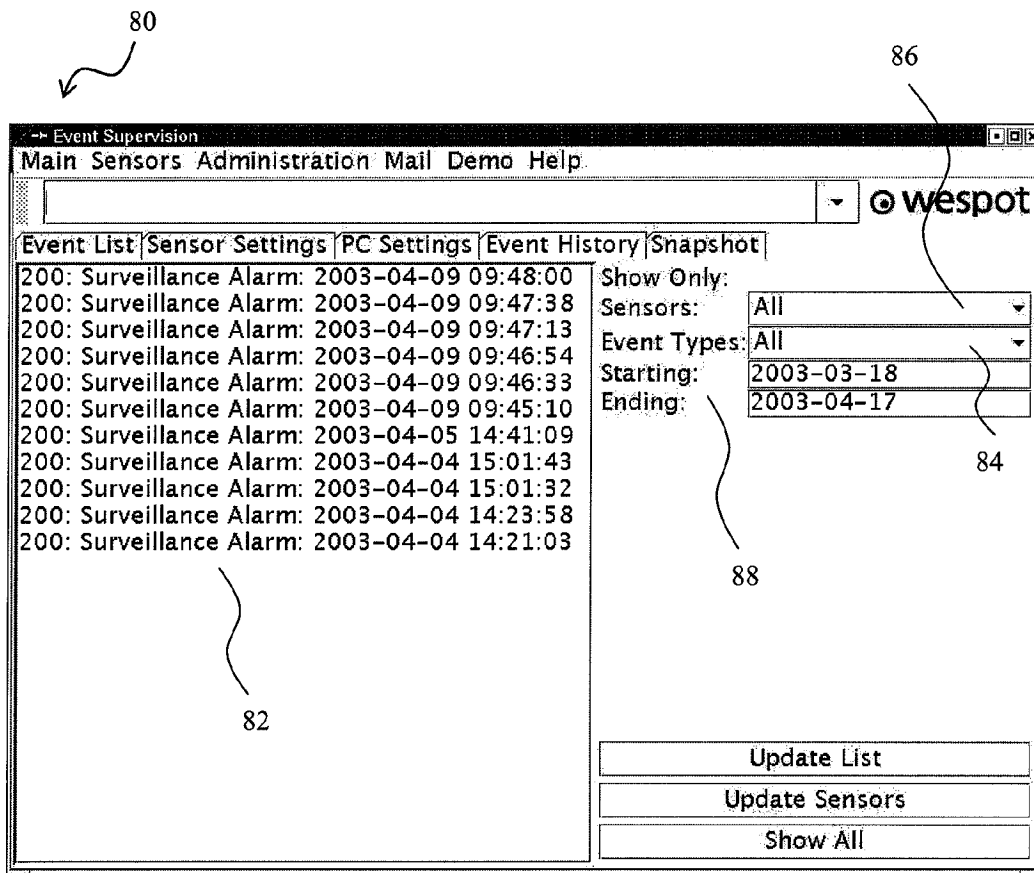 80
86
Event Supervision
Main Sensors Administration Mail Demo Help
wespot
Event List Sensor Settings PC Settings Event History Snapshot
200: Surveillance Alarm: 2003-04-09 09:48:00
200: Surveillance Alarm: 2003-04-09 09:47:38
200: Surveillance Alarm: 2003-04-09 09:47:13
200: Surveillance Alarm: 2003-04-09 09:46:54
200: Surveillance Alarm: 2003-04-09 09:46:33
200: Surveillance Alarm: 2003-04-09 09:45:10
200: Surveillance Alarm: 2003-04-05 14:41:09
200: Surveillance Alarm: 2003-04-04 15:01:43
200: Surveillance Alarm: 2003-04-04 15:01:32
200: Surveillance Alarm: 2003-04-04 14:23:58
200: Surveillance Alarm: 2003-04-04 14:21:03
Show Only:
Sensors: All
Event Types: All
Starting: 2003-03-18
Ending: 2003-04-17
84
88
82
Update List
Update Sensors
Show All